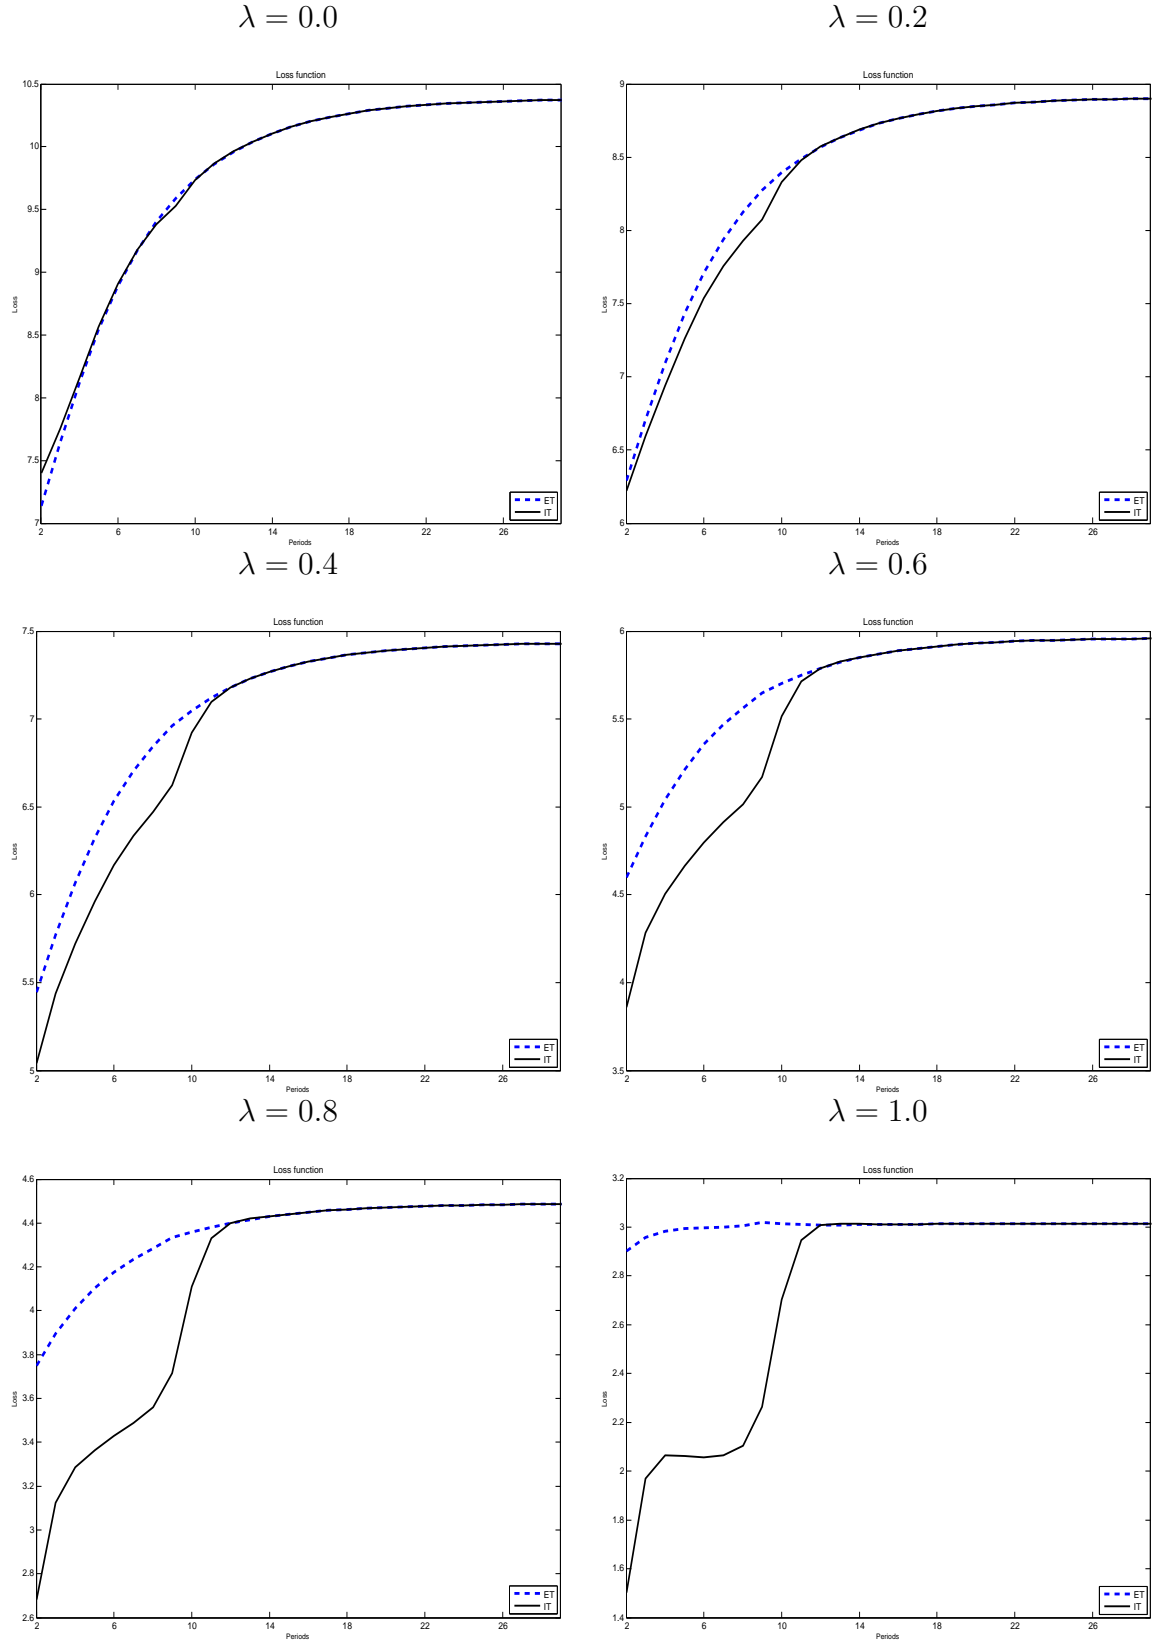 λ = 0.0
Loss function
10.5
10
9.5
9
8.5
8
7.5
7
Loss
2 6 10 14 18 22 26
Periods
ET
IT
λ = 0.2
Loss function
9
8.5
8
7.5
7
6.5
6
Loss
2 6 10 14 18 22 26
Periods
ET
IT
λ = 0.4
Loss function
7.5
7
6.5
6
5.5
5
Loss
2 6 10 14 18 22 26
Periods
ET
IT
λ = 0.6
Loss function
6
5.5
5
4.5
4
3.5
Loss
2 6 10 14 18 22 26
Periods
ET
IT
λ = 0.8
Loss function
4.6
4.4
4.2
4
3.8
3.6
3.4
3.2
3
2.8
2.6
Loss
2 6 10 14 18 22 26
Periods
ET
IT
λ = 1.0
Loss function
3.2
3.0
2.8
2.6
2.4
2.2
2
1.8
1.6
1.4
Loss
2 6 10 14 18 22 26
Periods
ET
IT